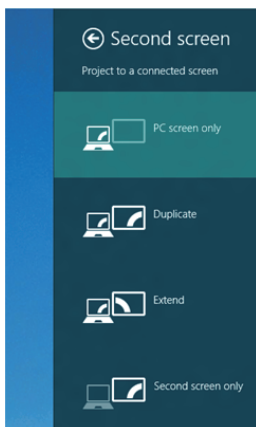 Second screen
Project to a connected screen
PC screen only
Duplicate
Extend
Second screen only